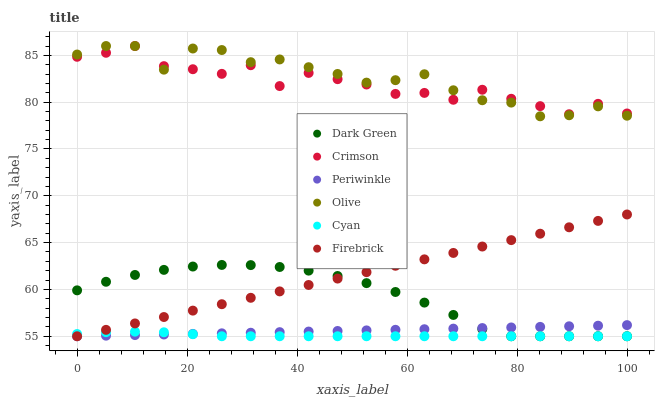 title
85
80
75
70
65
60
55
0
20
40
60
80
100
yaxis_label
xaxis_label
Dark Green
Crimson
Periwinkle
Olive
Cyan
Firebrick